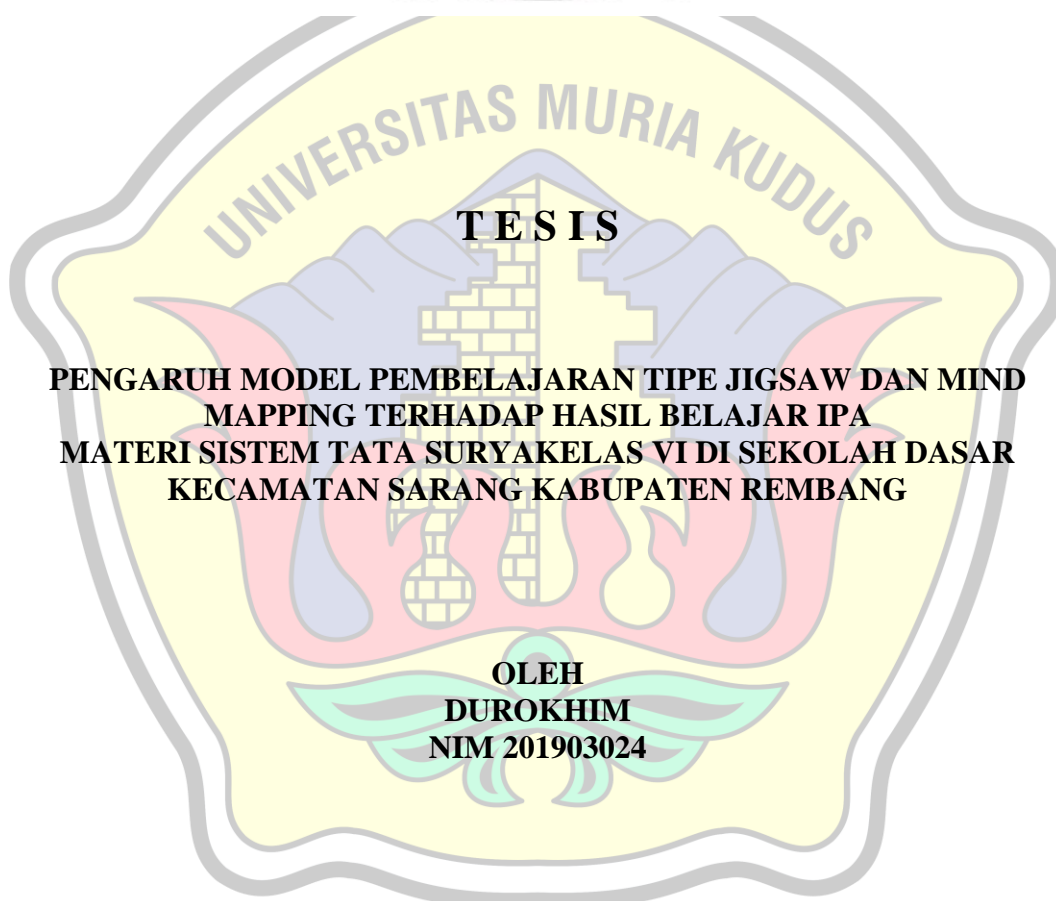 UNIVERSITAS MURIA KUDUS
T E S I S
PENGARUH MODEL PEMBELAJARAN TIPE JIGSAW DAN MIND
MAPPING TERHADAP HASIL BELAJAR IPA
MATERI SISTEM TATA SURYAKELAS VI DI SEKOLAH DASAR
KECAMATAN SARANG KABUPATEN REMBANG
OLEH
DUROKHIM
NIM 201903024